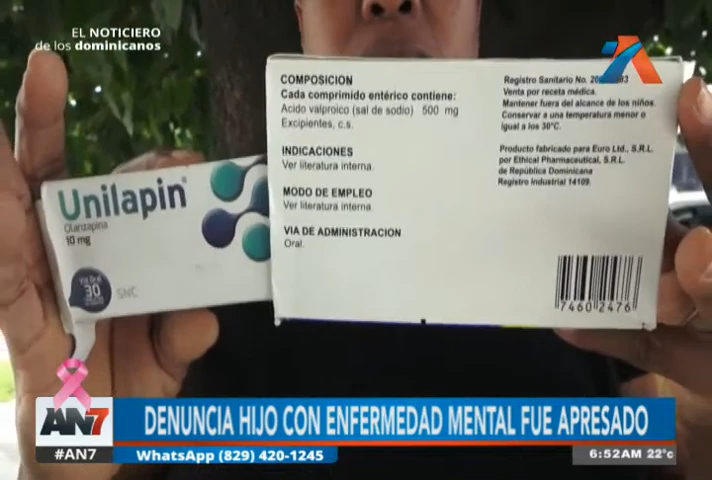 EL NOTICIERO
de los dominicanos
COMPOSICION
Cada comprimido entérico contiene:
Acido valproico (sal de sodio) 500 mg
Excipientes, c.s.
INDICACIONES
Ver literatura interna.
MODO DE EMPLEO
Ver literatura interna.
VIA DE ADMINISTRACION
Oral.
Registro Sanitario No.
Venta por receta médica.
Mantener fuera del alcance de los niños.
Conservar a una temperatura menor o
igual a los 30°C.
Producto fabricado para Euro Ltd., S.R.L.
por Ethical Pharmaceutical, S.R.L.
de República Dominicana
Registro Industrial 14109.
7460 2476
Unilapin
Olanzapina
10 mg
Vía Oral
30
SNC
AN7
DENUNCIA HIJO CON ENFERMEDAD MENTAL FUE APRESADO
#AN7
WhatsApp (829) 420-1245
6:52AM 22°c